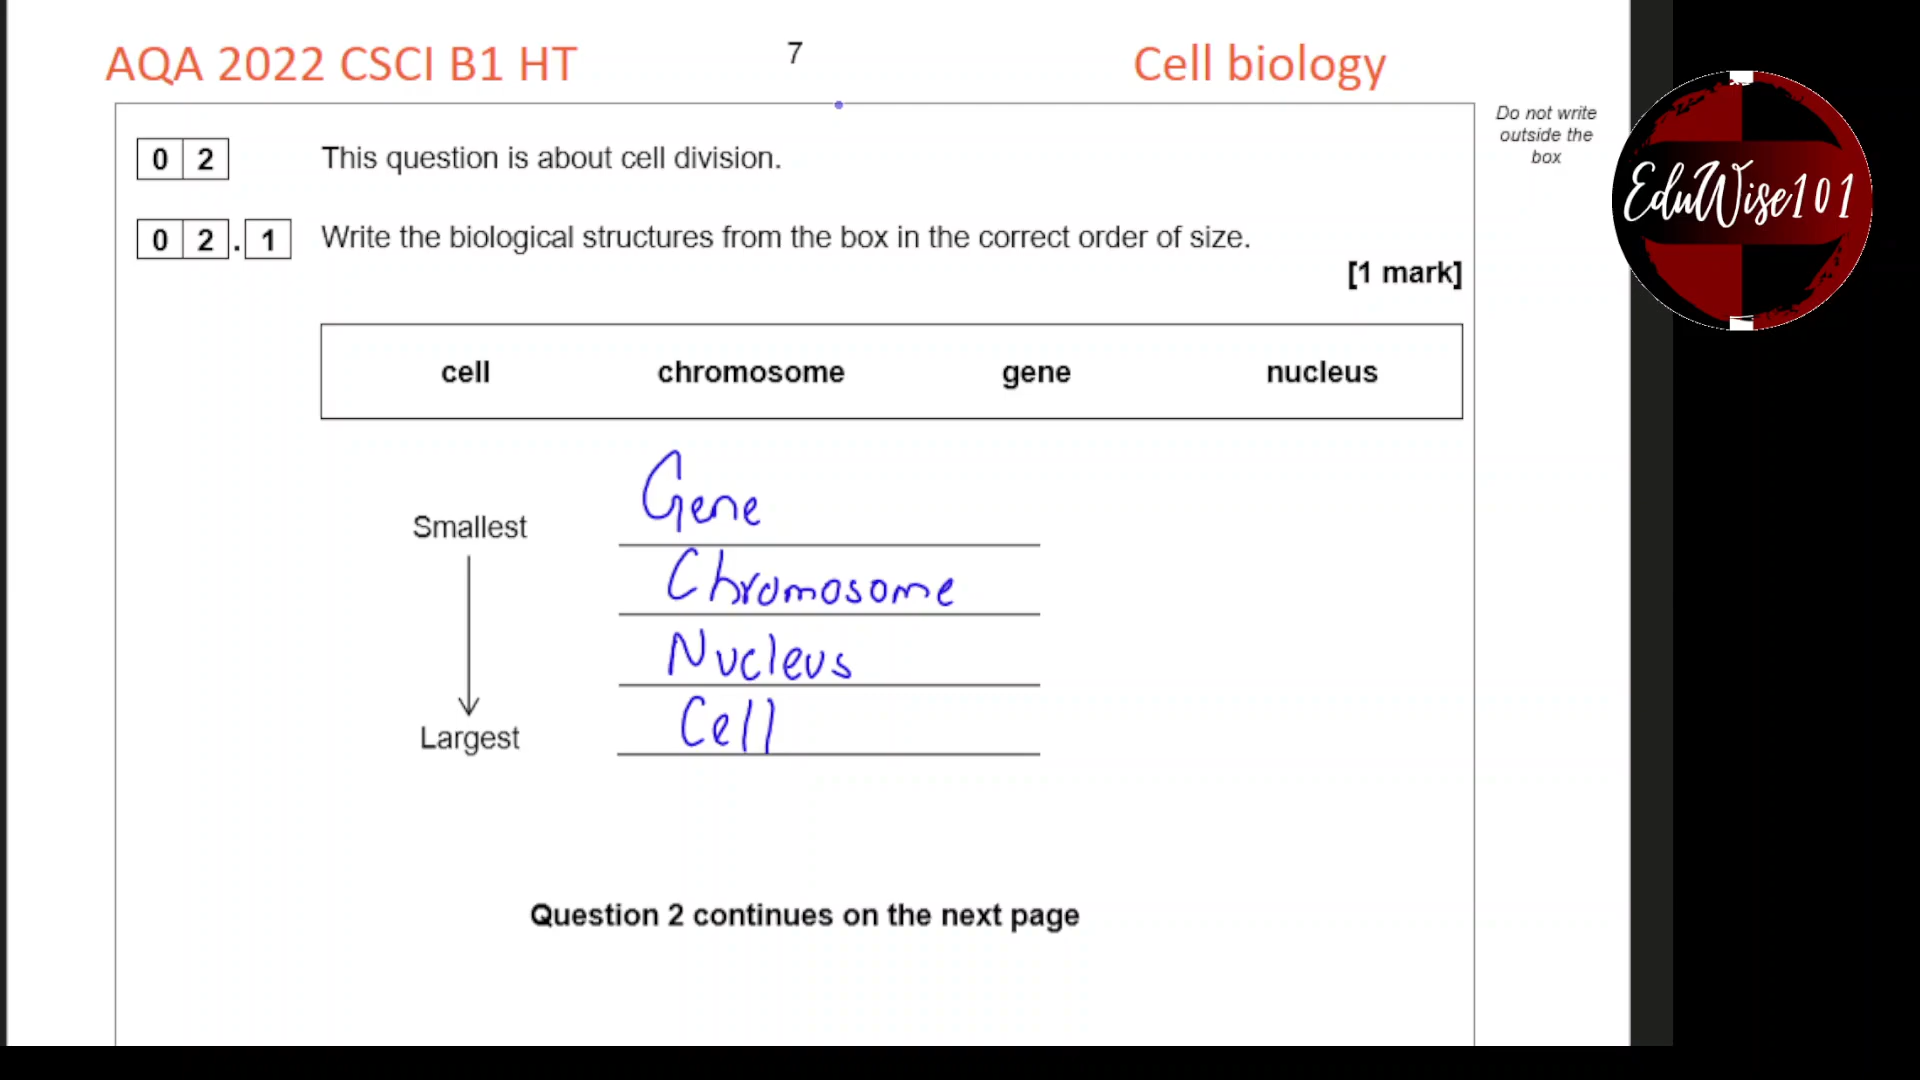 AQA 2022 CSCI B1 HT
7
Cell biology
Do not write
outside the
box
EduWise101
0 2 This question is about cell division.
0 2 . 1 Write the biological structures from the box in the correct order of size.
[1 mark]
cell chromosome gene nucleus
Smallest
Gene
Chromosome
Nucleus
Largest
Cell
Question 2 continues on the next page